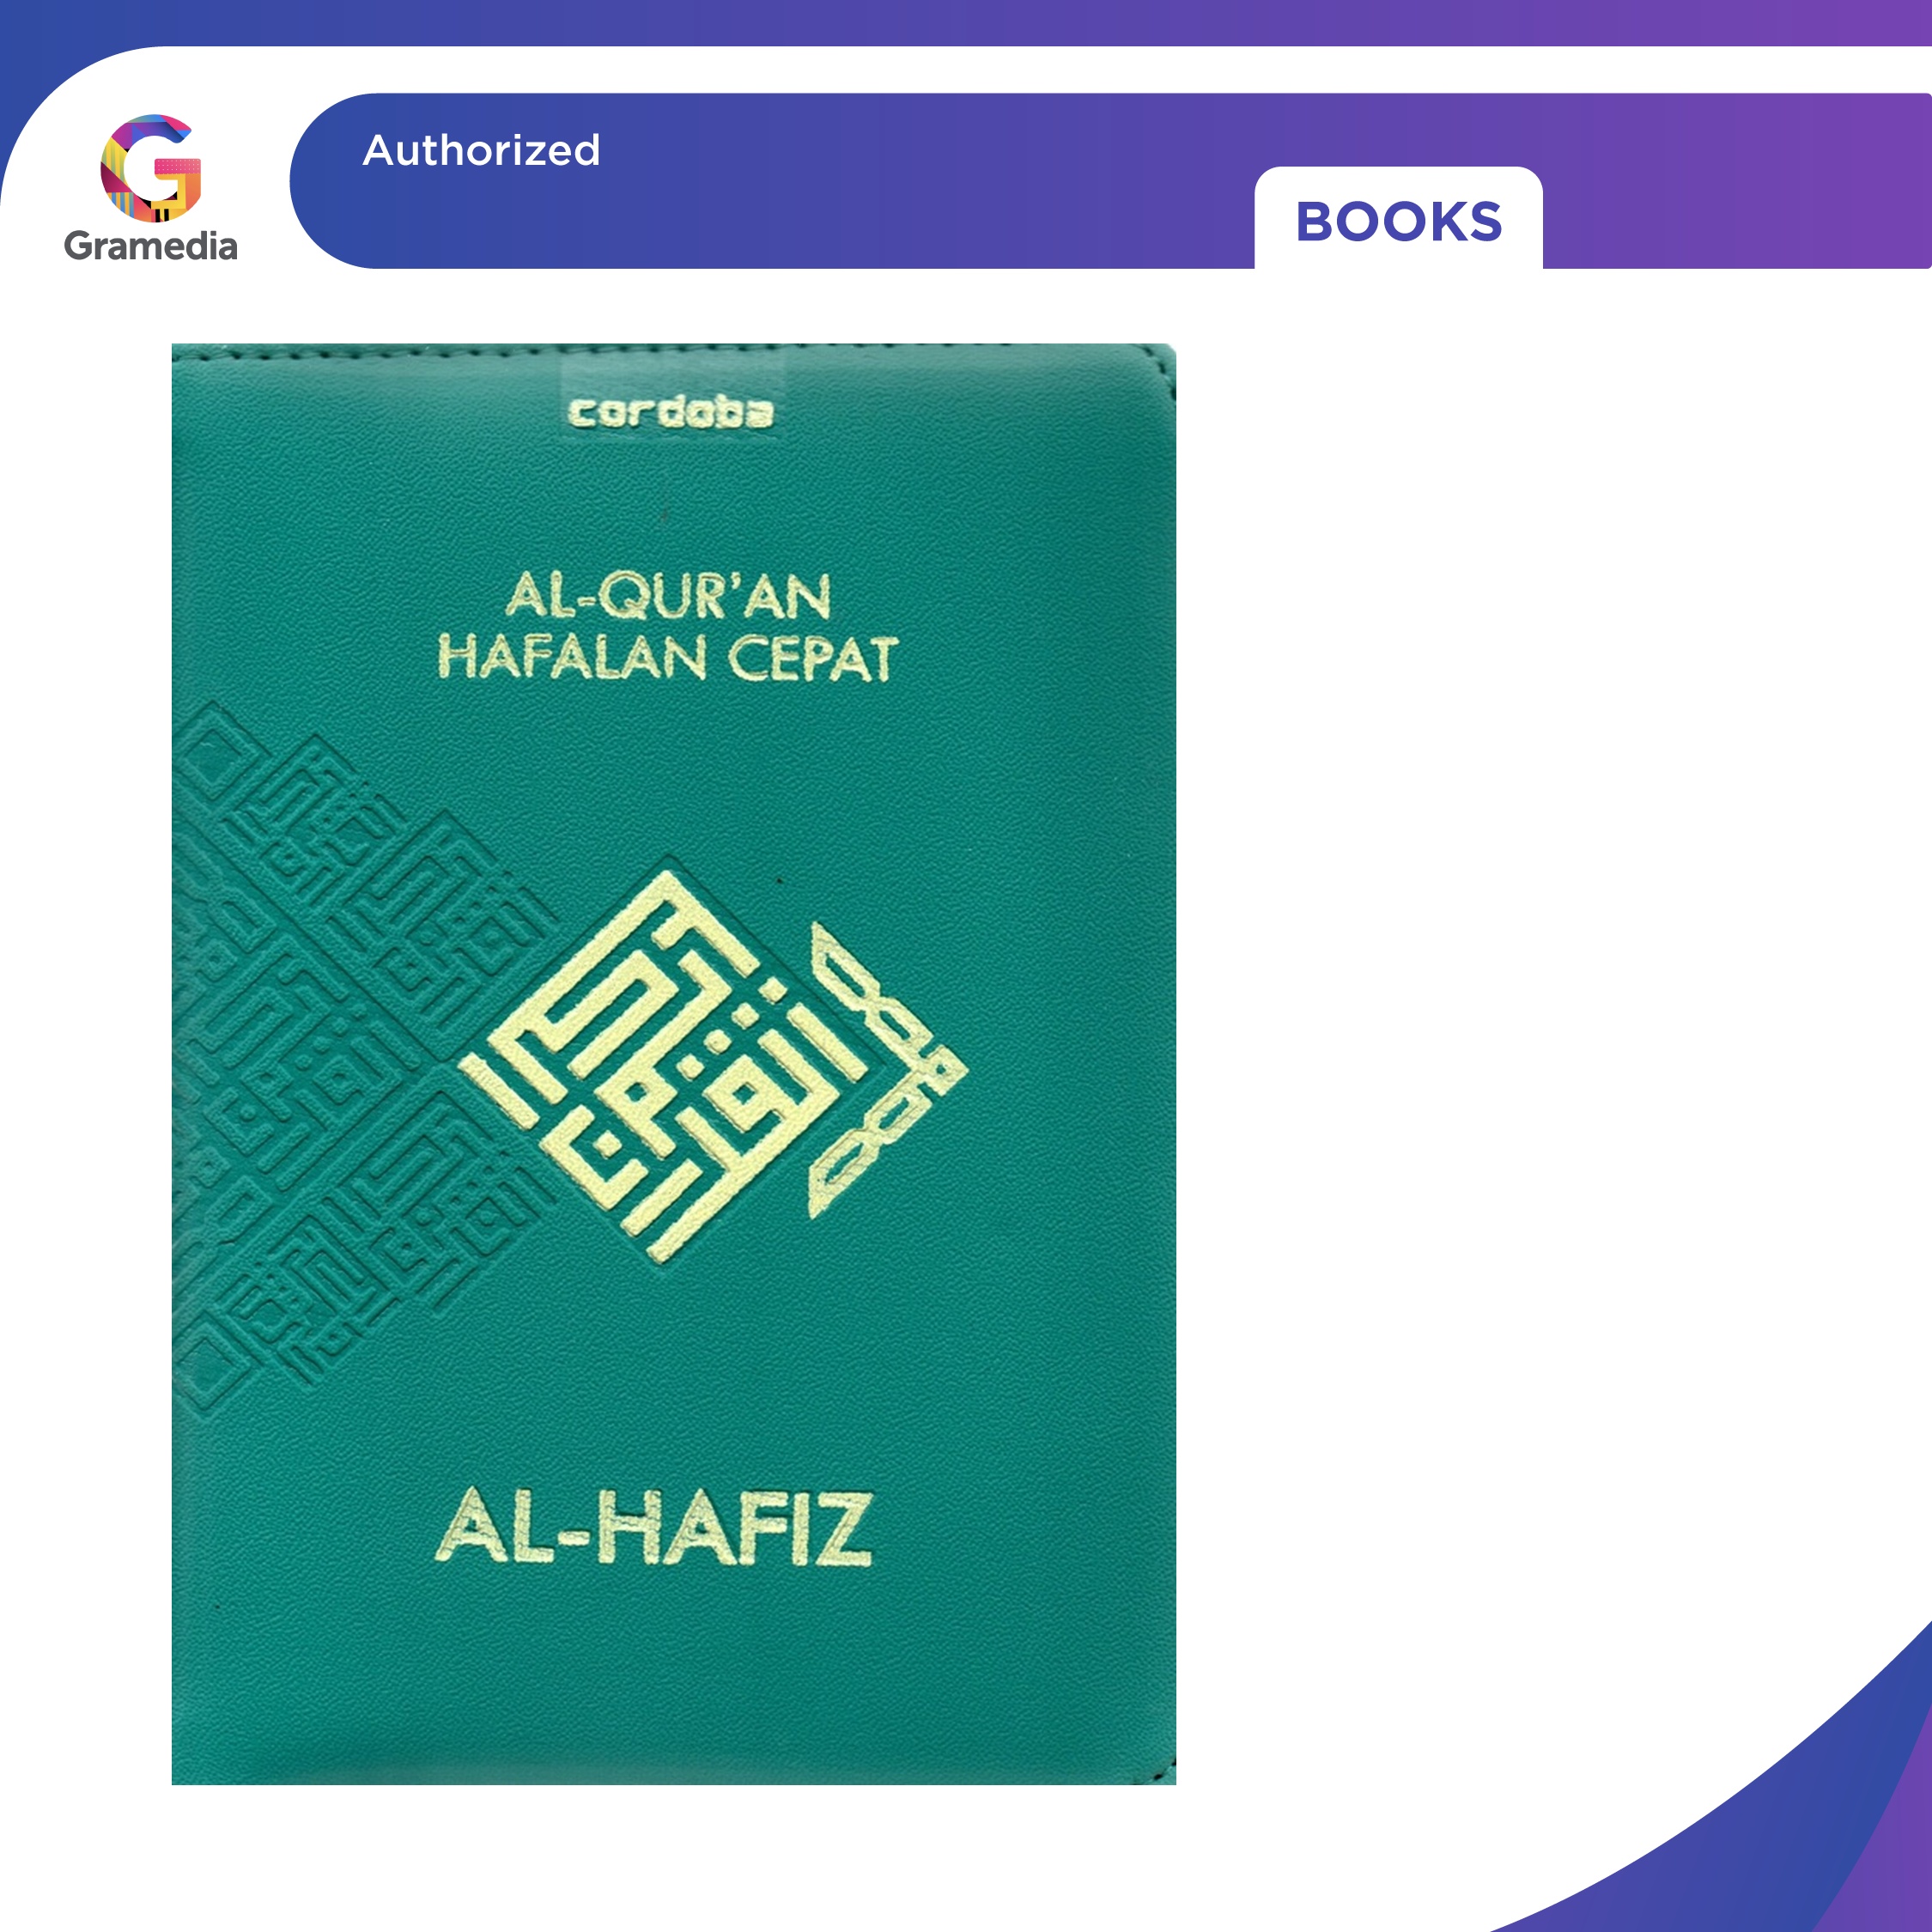 Gramedia
Authorized
BOOKS
cordoba
AL-QUR'AN
HAFALAN CEPAT
القرآن الكريم
AL-HAFIZ